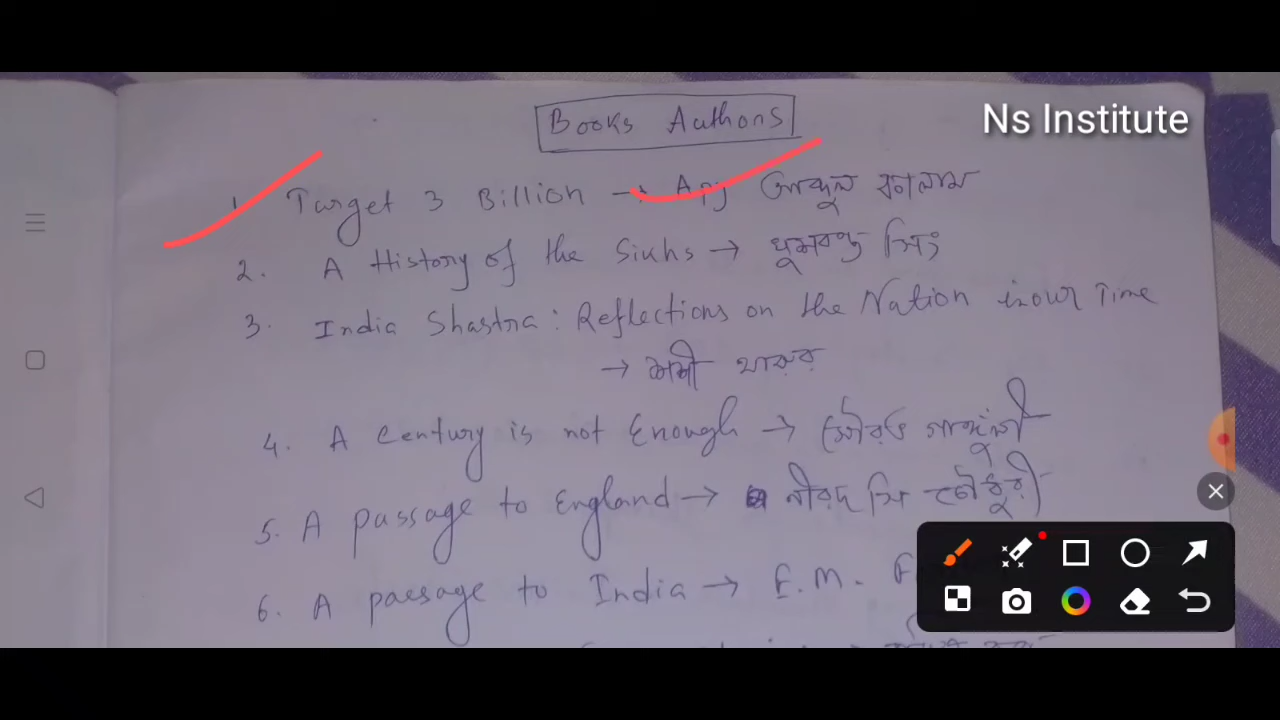 Books Authors
Ns Institute
1. Target 3 Billion → Apj আব্দুল কালাম
2. A History of the Sikhs → সিং
3. India Shastra: Reflections on the Nation in our Time
→ শশী থারুর
4. A Century is not Enough → সৌরভ গাঙ্গুলী
5. A passage to England → নীরদ সি চৌধুরী
6. A passage to India → E.M.